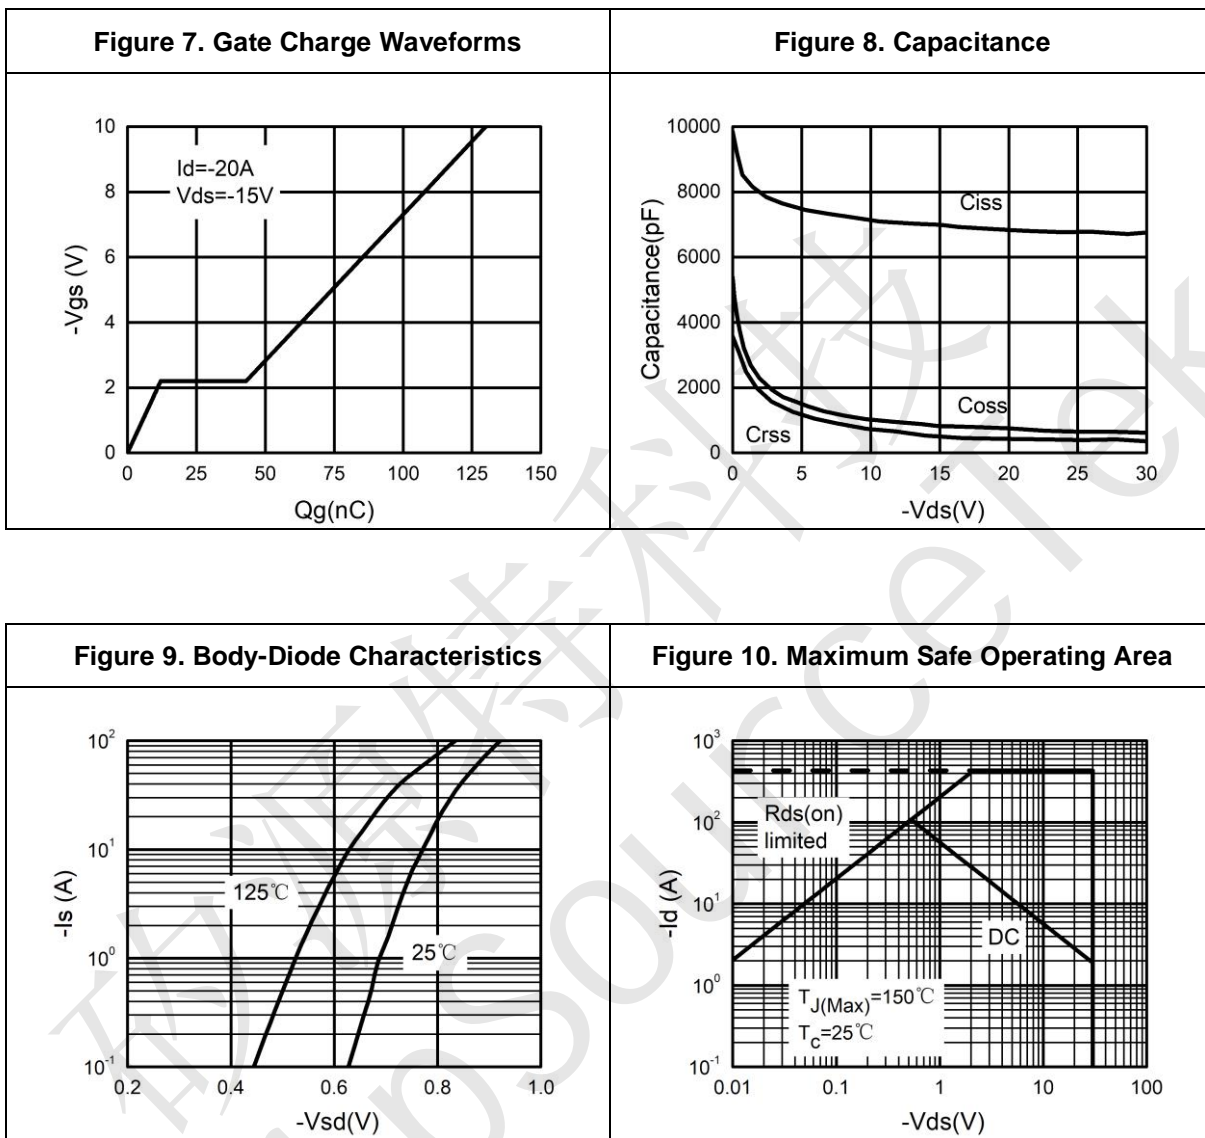 Figure 7. Gate Charge Waveforms
Figure 8. Capacitance
Id=-20A
Vds=-15V
-Vgs (V)
10
8
6
4
2
0
0 25 50 75 100 125 150
Qg(nC)
Capacitance(pF)
10000
8000
6000
4000
2000
0
Ciss
Coss
Crss
0 5 10 15 20 25 30
-Vds(V)
Figure 9. Body-Diode Characteristics
Figure 10. Maximum Safe Operating Area
-Is (A)
10²
10¹
10⁰
10⁻¹
125℃
25℃
0.2 0.4 0.6 0.8 1.0
-Vsd(V)
-Id (A)
10³
10²
10¹
10⁰
10⁻¹
Rds(on)
limited
DC
TJ(Max)=150℃
Tc=25℃
0.01 0.1 1 10 100
-Vds(V)
矽源特科技